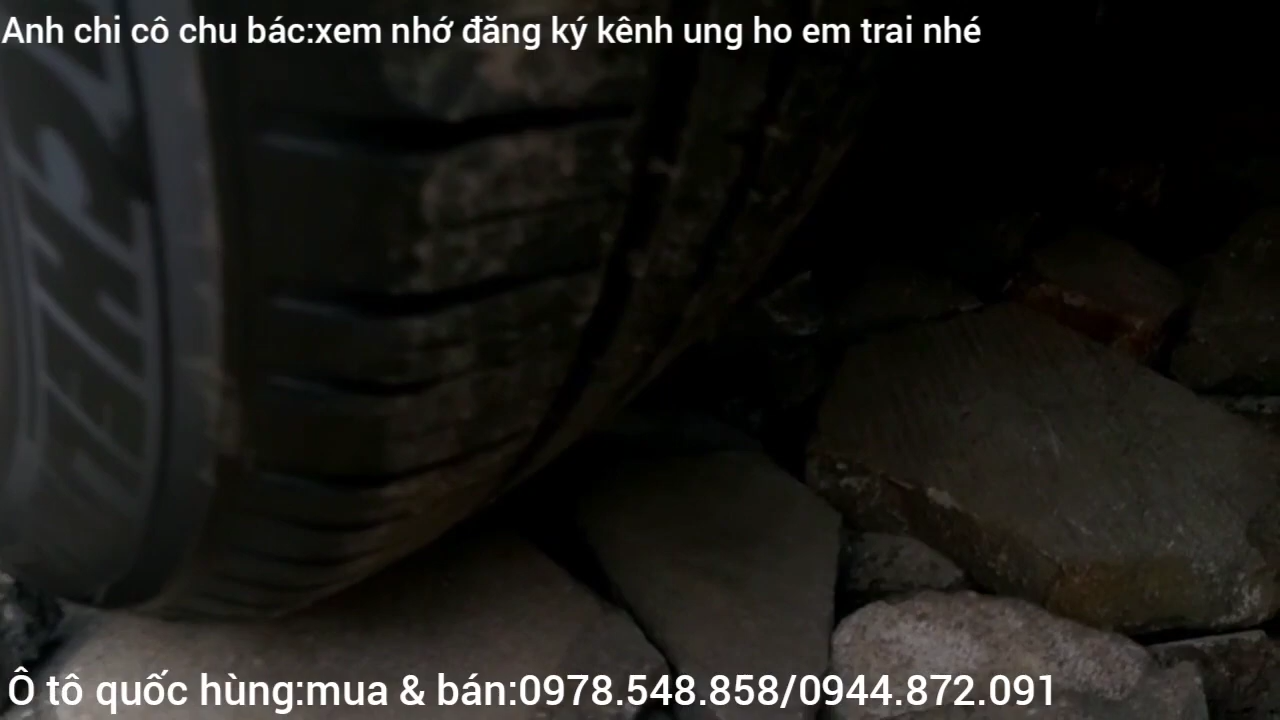 Anh chi cô chu bác:xem nhớ đăng ký kênh ung ho em trai nhé
Ô tô quốc hùng:mua & bán:0978.548.858/0944.872.091